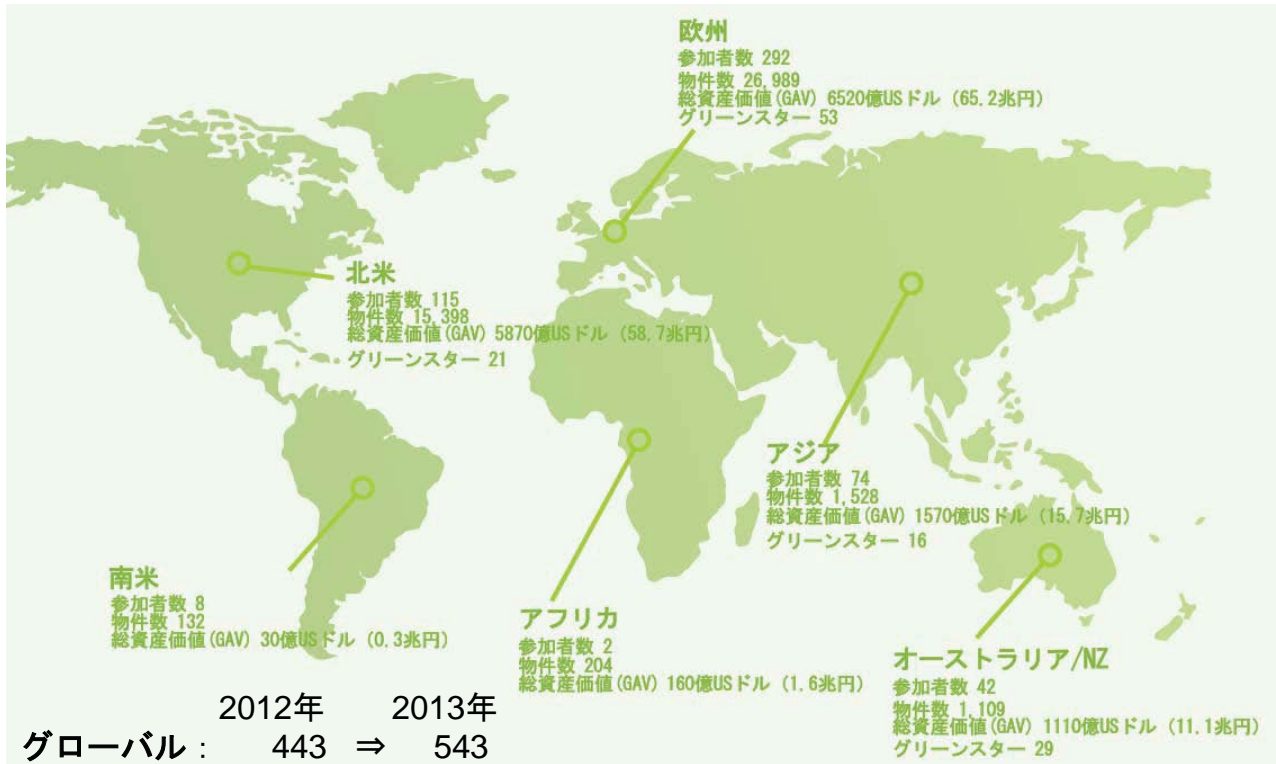 欧州
参加者数 292
物件数 26,989
総資産価値(GAV) 6520億USドル (65.2兆円)
グリーンスター 53
北米
参加者数 115
物件数 15,398
総資産価値(GAV) 5870億USドル (58.7兆円)
グリーンスター 21
アジア
参加者数 74
物件数 1,528
総資産価値(GAV) 1570億USドル (15.7兆円)
グリーンスター 16
南米
参加者数 8
物件数 132
総資産価値(GAV) 30億USドル (0.3兆円)
アフリカ
参加者数 2
物件数 204
総資産価値(GAV) 160億USドル (1.6兆円)
オーストラリア/NZ
参加者数 42
物件数 1,109
総資産価値(GAV) 1110億USドル (11.1兆円)
グリーンスター 29
2012年 2013年
グローバル : 443 ⇒ 543